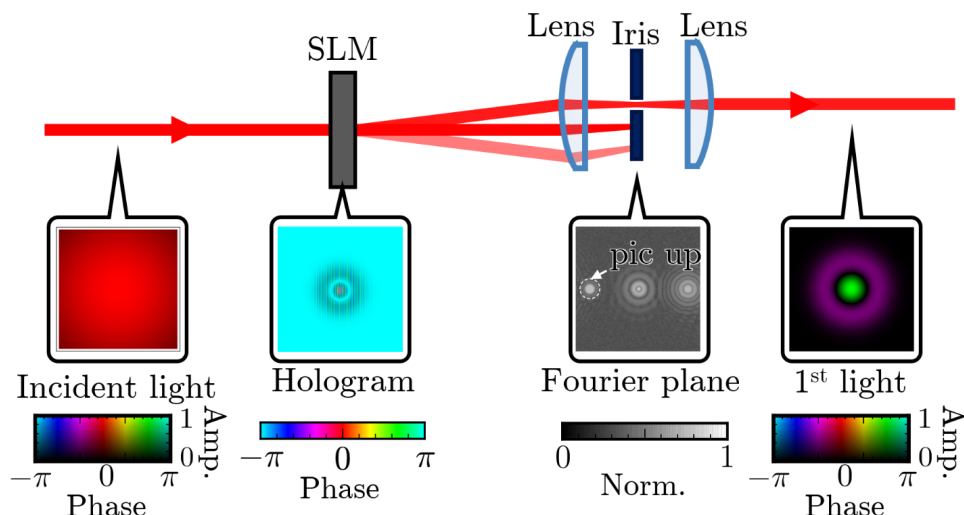 SLM
Lens
Iris
Lens
pic up
Incident light
Hologram
Fourier plane
1st light
1
0
Amp.
−π
0
π
Phase
−π
0
π
Phase
0
1
Norm.
1
0
Amp.
−π
0
π
Phase